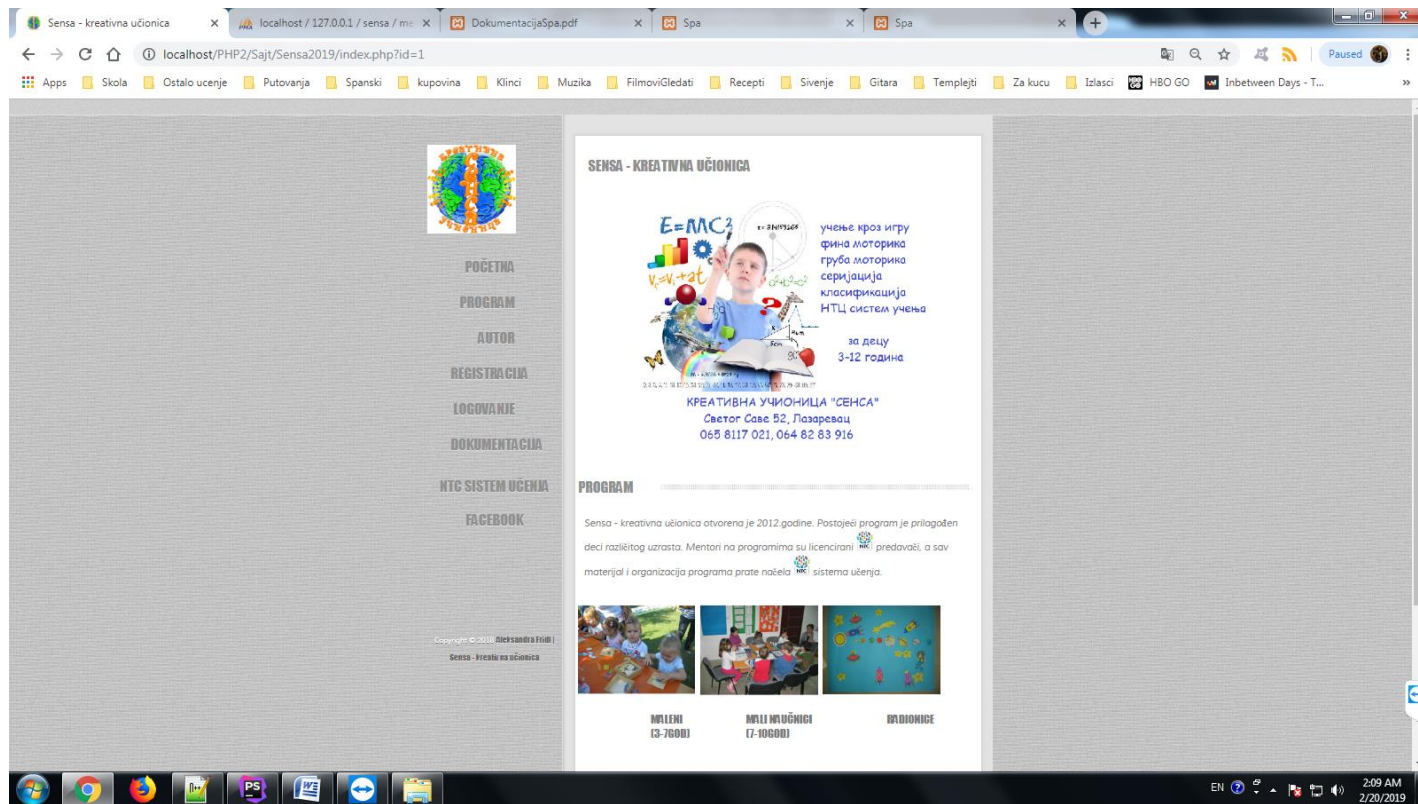 Sensa - kreativna učionica
localhost / 127.0.0.1 / sensa / me
DokumentacijaSpa.pdf
Spa
Spa
localhost/PHP2/Sajt/Sensa2019/index.php?id=1
Paused
Apps Skola Ostalo ucenje Putovanja Spanski kupovina Klinci Muzika FilmoviGledati Recepti Sivenje Gitara Templejti Za kucu Izlasci HBO GO Inbetween Days - T... »
POČETNA
PROGRAM
AUTOR
REGISTRACIJA
LOGOVANJE
DOKUMENTACIJA
NTC SISTEM UČENJA
FACEBOOK
Copyright © 2018 Aleksandra Fridl |
Sensa - kreativna učionica
SENSA - KREATIVNA UČIONICA
E=MC²
учење кроз игру
фина моторика
груба моторика
серијација
класификација
НТЦ систем учења
за децу
3-12 година
КРЕАТИВНА УЧИОНИЦА "СЕНСА"
Светог Саве 52, Лазаревац
065 8117 021, 064 82 83 916
PROGRAM
Sensa - kreativna učionica otvorena je 2012.godine. Postojeći program je prilagođen
deci različitog uzrasta. Mentori na programima su licencirani NTC predavači, a sav
materijal i organizacija programa prate načela NTC sistema učenja.
MALENI
(3-7GOD)
MALI NAUČNICI
(7-10GOD)
RADIONICE
EN
2:09 AM
2/20/2019